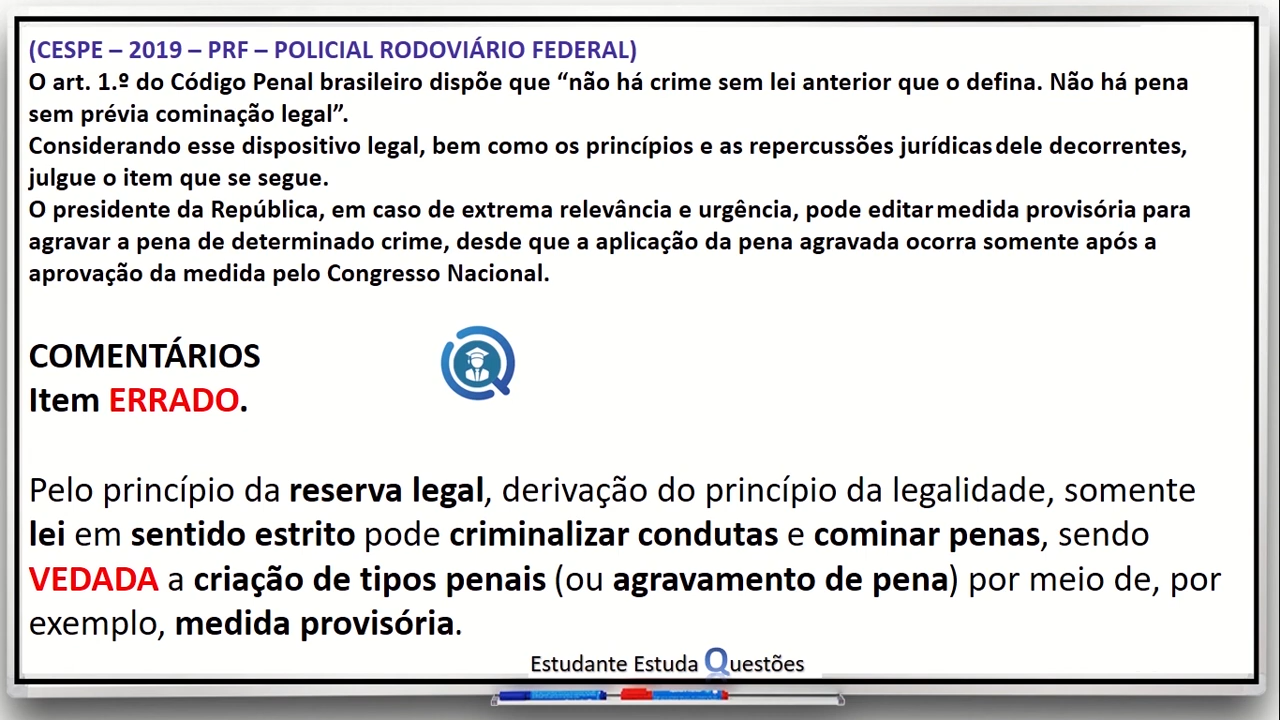 (CESPE – 2019 – PRF – POLICIAL RODOVIÁRIO FEDERAL)
O art. 1.º do Código Penal brasileiro dispõe que “não há crime sem lei anterior que o defina. Não há pena
sem prévia cominação legal”.
Considerando esse dispositivo legal, bem como os princípios e as repercussões jurídicas dele decorrentes,
julgue o item que se segue.
O presidente da República, em caso de extrema relevância e urgência, pode editar medida provisória para
agravar a pena de determinado crime, desde que a aplicação da pena agravada ocorra somente após a
aprovação da medida pelo Congresso Nacional.
COMENTÁRIOS
Item ERRADO.
Pelo princípio da reserva legal, derivação do princípio da legalidade, somente
lei em sentido estrito pode criminalizar condutas e cominar penas, sendo
VEDADA a criação de tipos penais (ou agravamento de pena) por meio de, por
exemplo, medida provisória.
Estudante Estuda Questões